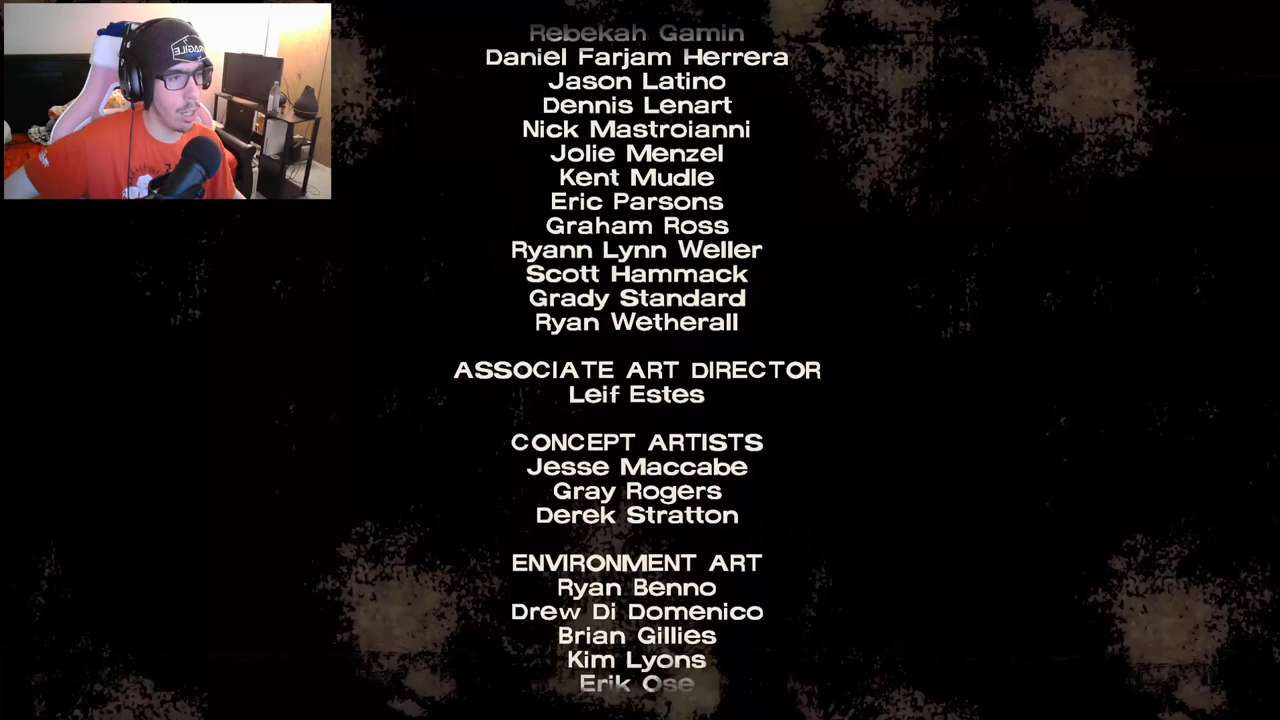 Rebekah Gamin
Daniel Farjam Herrera
Jason Latino
Dennis Lenart
Nick Mastroianni
Jolie Menzel
Kent Mudle
Eric Parsons
Graham Ross
Ryann Lynn Weller
Scott Hammack
Grady Standard
Ryan Wetherall
ASSOCIATE ART DIRECTOR
Leif Estes
CONCEPT ARTISTS
Jesse Maccabe
Gray Rogers
Derek Stratton
ENVIRONMENT ART
Ryan Benno
Drew Di Domenico
Brian Gillies
Kim Lyons
Erik Ose